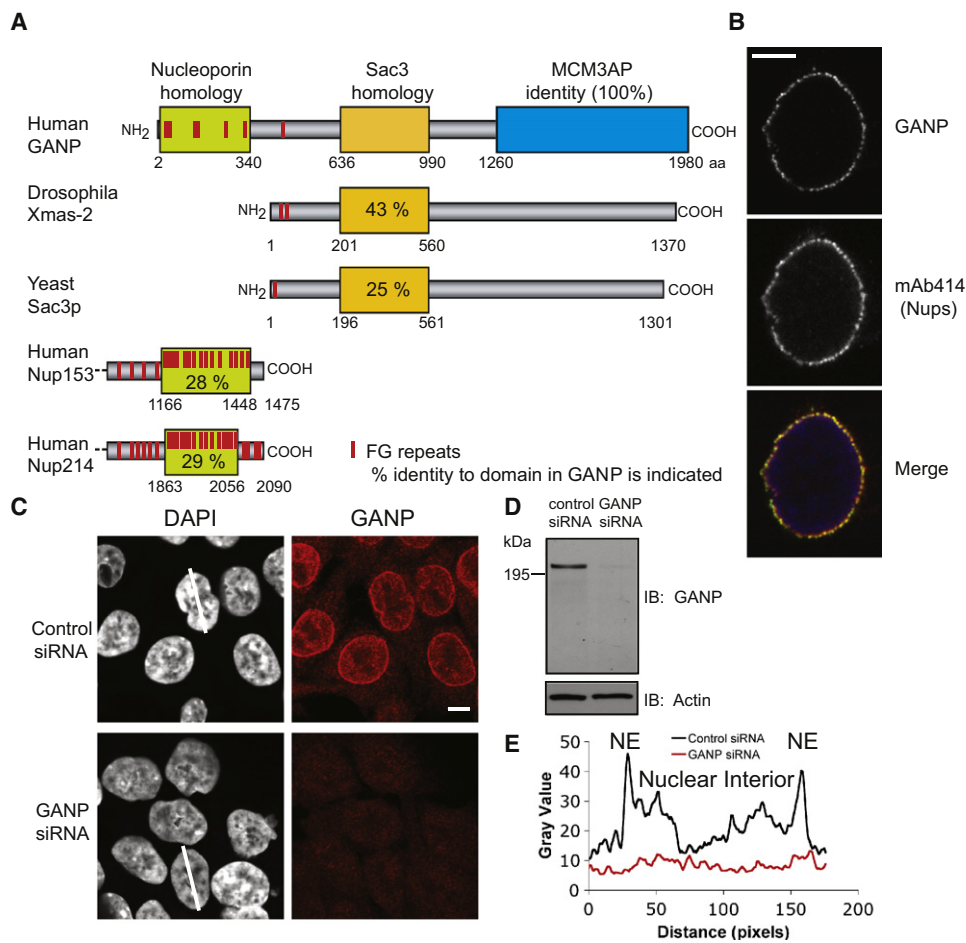 A
Nucleoporin homology
Sac3 homology
MCM3AP identity (100%)
Human GANP
NH2
COOH
2 340 636 990 1260 1980 aa
Drosophila Xmas-2
NH2
43 %
COOH
1 201 560 1370
Yeast Sac3p
NH2
25 %
COOH
1 196 561 1301
Human Nup153
28 %
COOH
1166 1448 1475
Human Nup214
29 %
COOH
1863 2056 2090
FG repeats
% identity to domain in GANP is indicated
B
GANP
mAb414 (Nups)
Merge
C
DAPI GANP
Control siRNA
GANP siRNA
D
control siRNA
GANP siRNA
kDa
195
IB: GANP
IB: Actin
E
NE
Control siRNA
GANP siRNA
NE
Nuclear Interior
Gray Value
50
40
30
20
10
0
0 50 100 150 200
Distance (pixels)